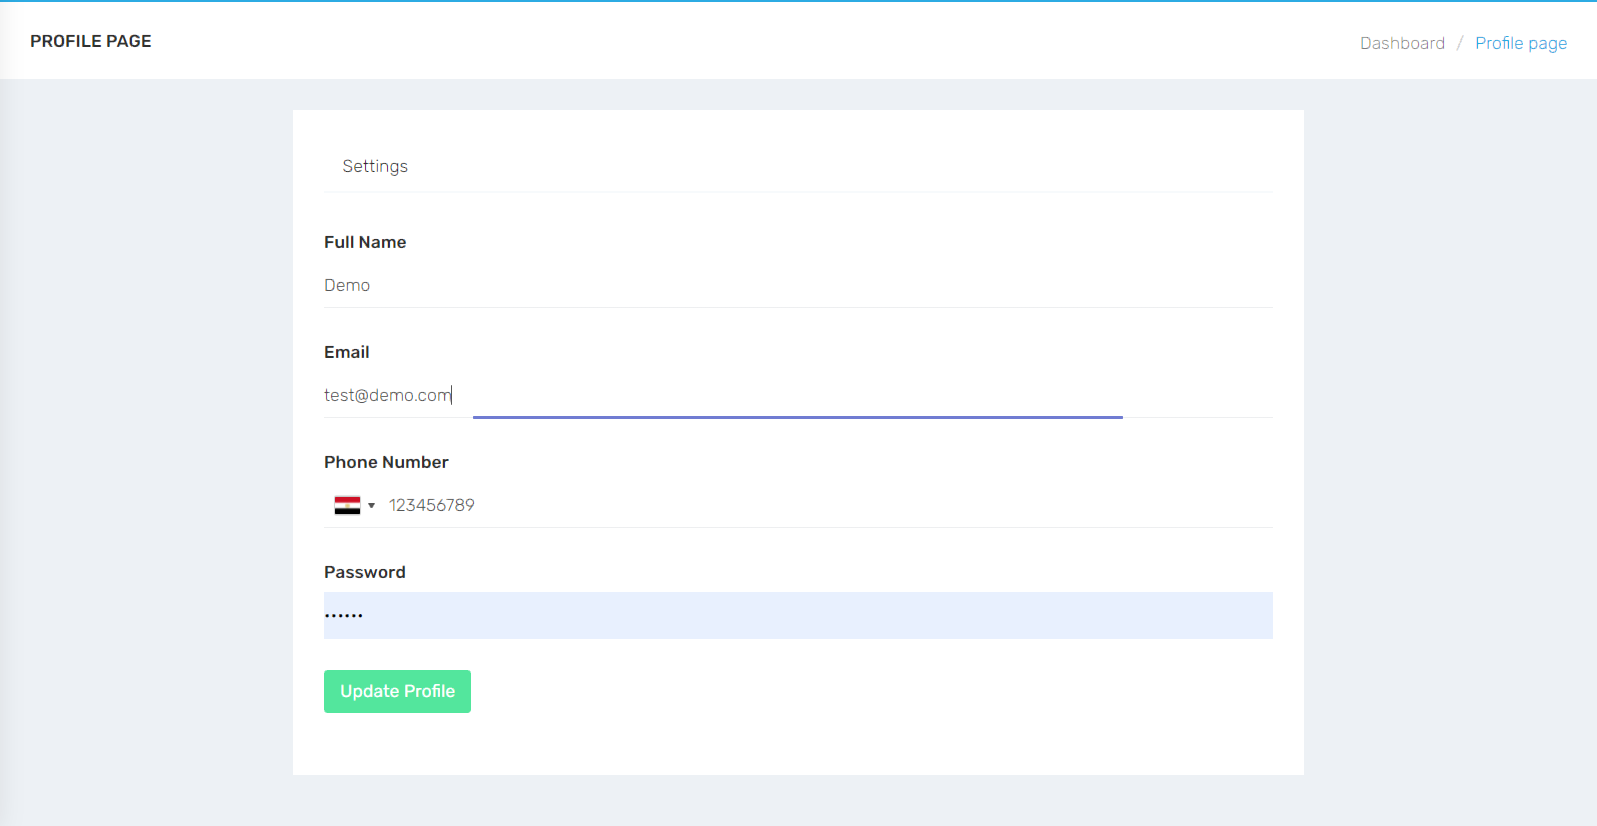 PROFILE PAGE
Dashboard / Profile page
Settings
Full Name
Demo
Email
test@demo.com
Phone Number
123456789
Password
••••••
Update Profile